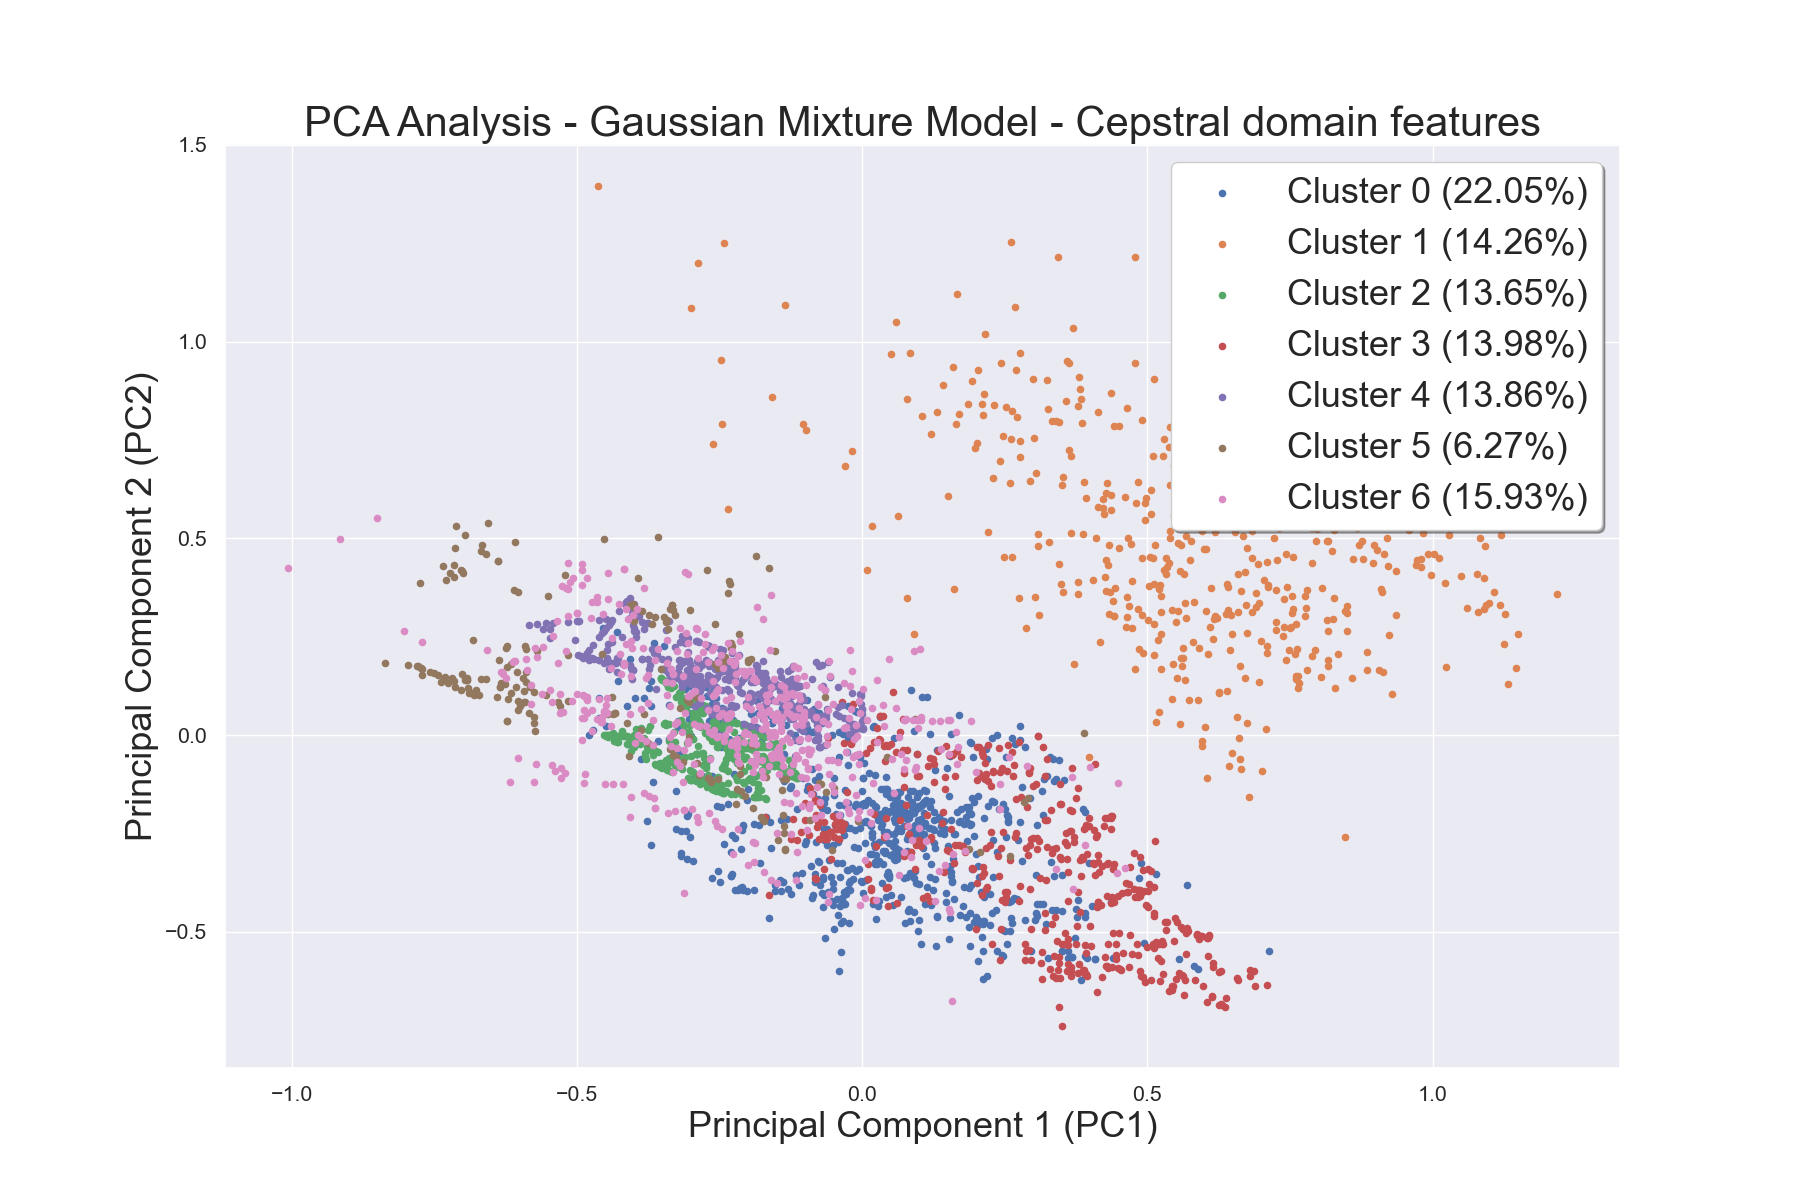 PCA Analysis - Gaussian Mixture Model - Cepstral domain features
1.5
1.0
0.5
0.0
−0.5
Principal Component 2 (PC2)
Cluster 0 (22.05%)
Cluster 1 (14.26%)
Cluster 2 (13.65%)
Cluster 3 (13.98%)
Cluster 4 (13.86%)
Cluster 5 (6.27%)
Cluster 6 (15.93%)
−1.0 −0.5 0.0 0.5 1.0
Principal Component 1 (PC1)